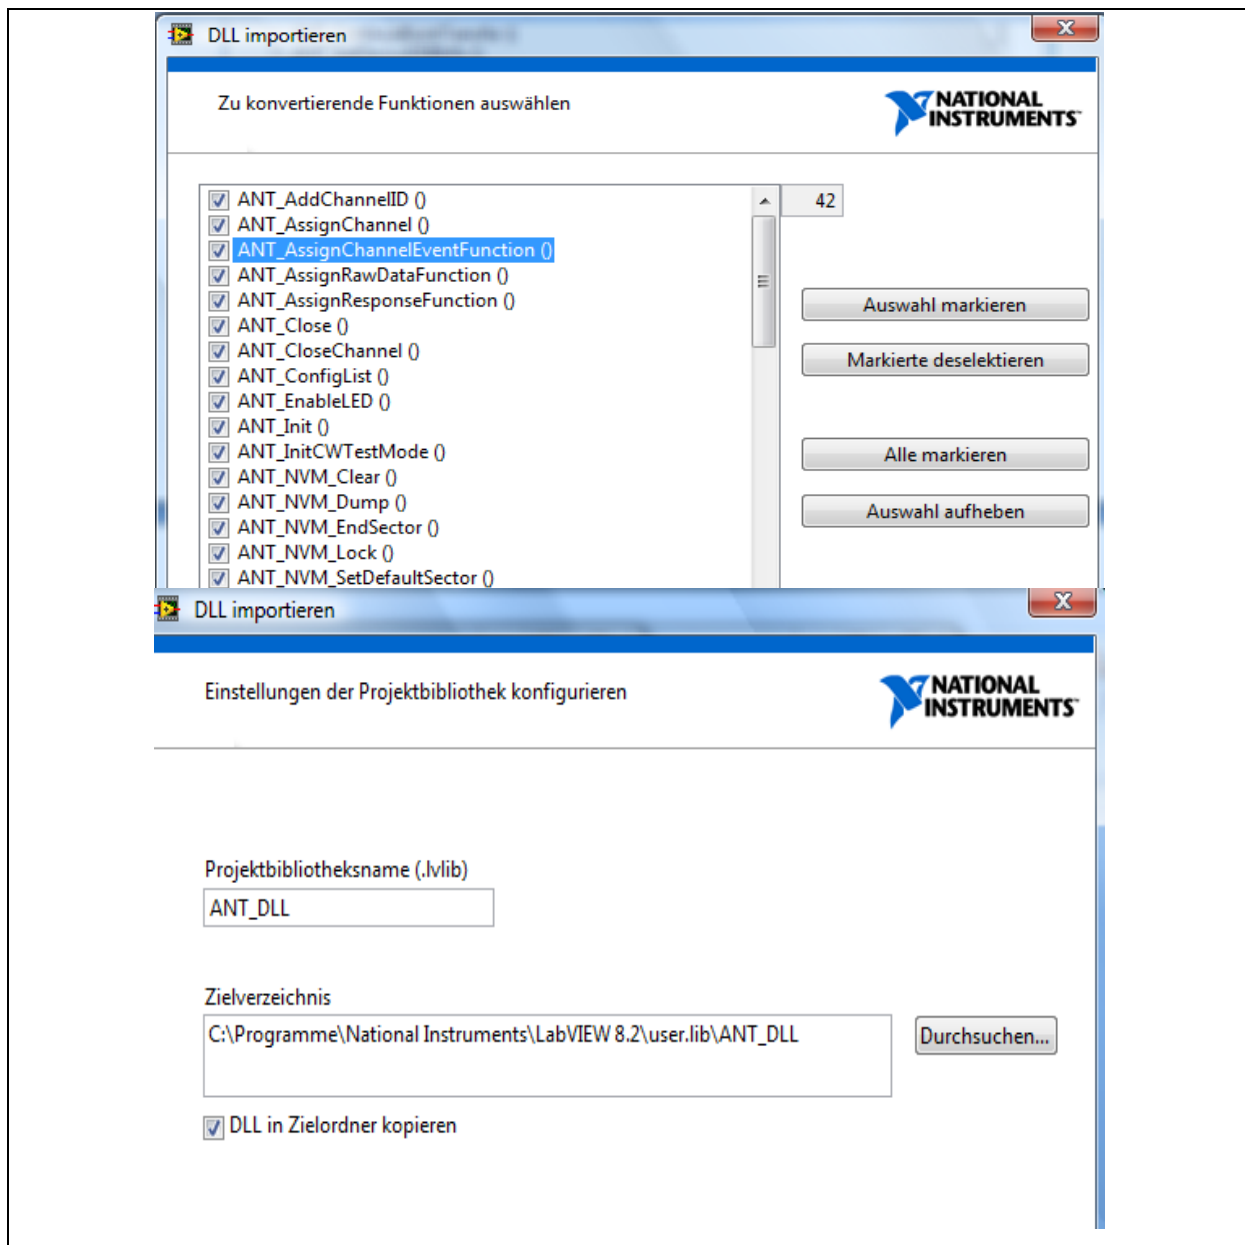 DLL importieren
Zu konvertierende Funktionen auswählen
NATIONAL
INSTRUMENTS
ANT_AddChannelID ()
42
ANT_AssignChannel ()
ANT_AssignChannelEventFunction ()
ANT_AssignRawDataFunction ()
ANT_AssignResponseFunction ()
Auswahl markieren
ANT_Close ()
ANT_CloseChannel ()
Markierte deselektieren
ANT_ConfigList ()
ANT_EnableLED ()
ANT_Init ()
ANT_InitCWTestMode ()
Alle markieren
ANT_NVM_Clear ()
ANT_NVM_Dump ()
Auswahl aufheben
ANT_NVM_EndSector ()
ANT_NVM_Lock ()
ANT_NVM_SetDefaultSector ()
DLL importieren
Einstellungen der Projektbibliothek konfigurieren
NATIONAL
INSTRUMENTS
Projektbibliotheksname (.lvlib)
ANT_DLL
Zielverzeichnis
C:\Programme\National Instruments\LabVIEW 8.2\user.lib\ANT_DLL
Durchsuchen...
DLL in Zielordner kopieren